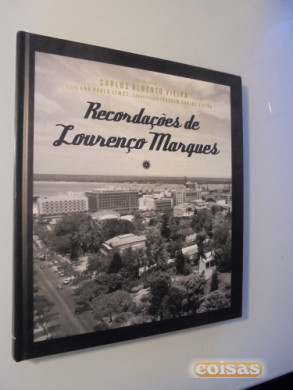 CARLOS ALBERTO VIEIRA
Recordações de
Lourenço Marques
coisas